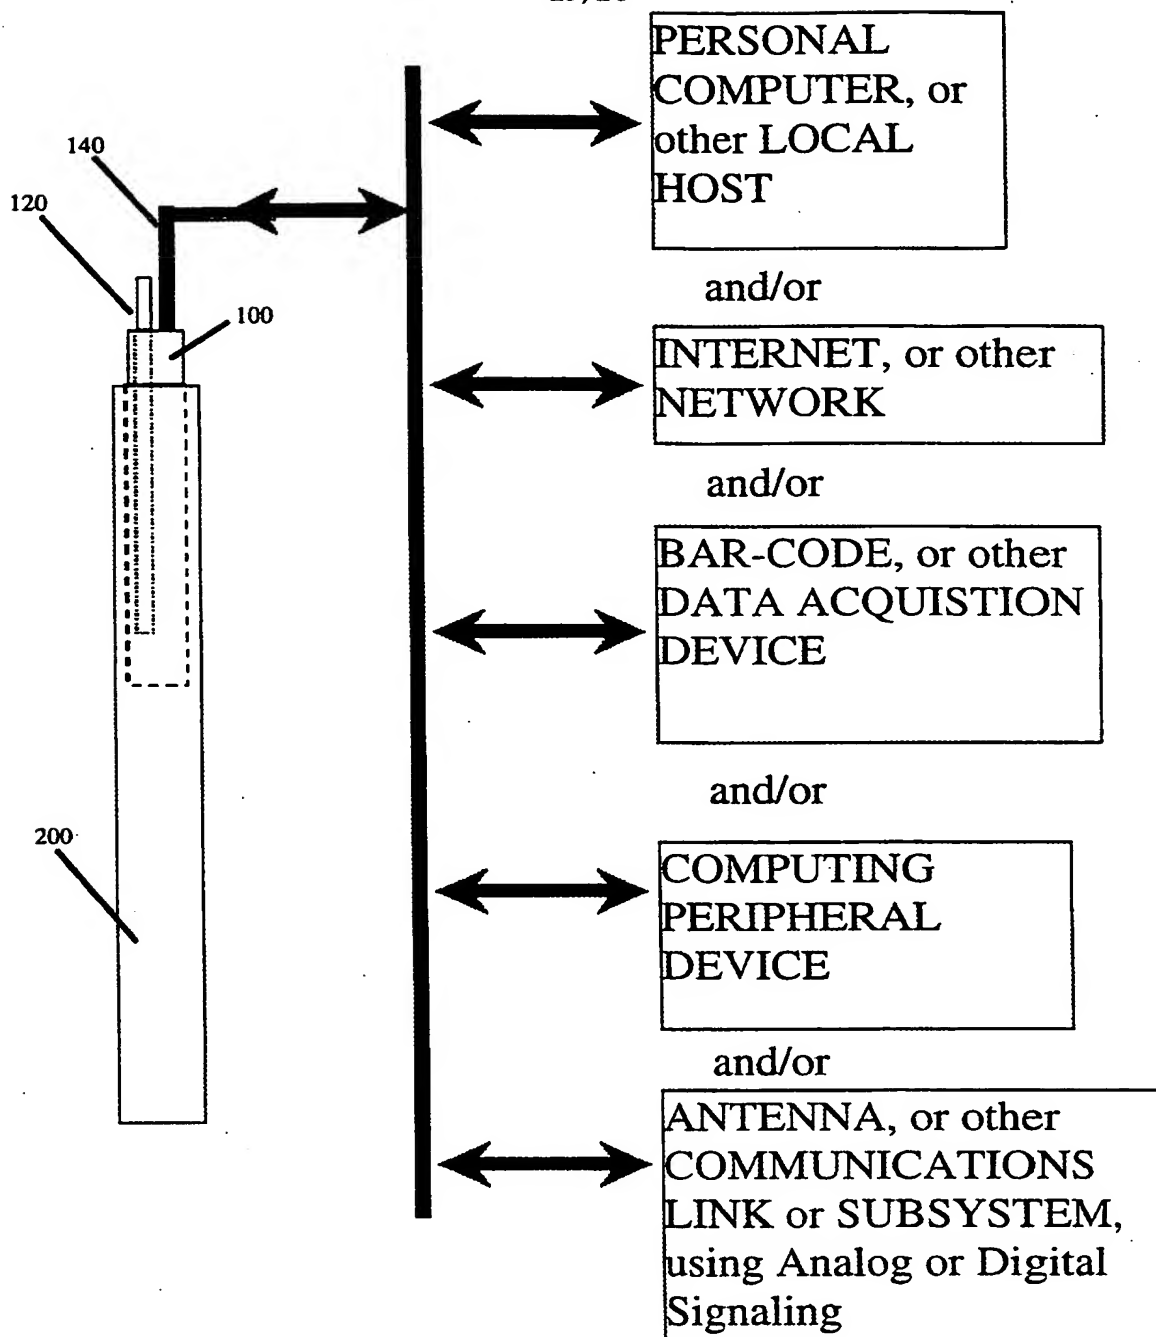 PERSONAL
COMPUTER, or
other LOCAL
HOST
140
120
100
and/or
INTERNET, or other
NETWORK
and/or
BAR-CODE, or other
DATA ACQUISTION
DEVICE
and/or
200
COMPUTING
PERIPHERAL
DEVICE
and/or
ANTENNA, or other
COMMUNICATIONS
LINK or SUBSYSTEM,
using Analog or Digital
Signaling